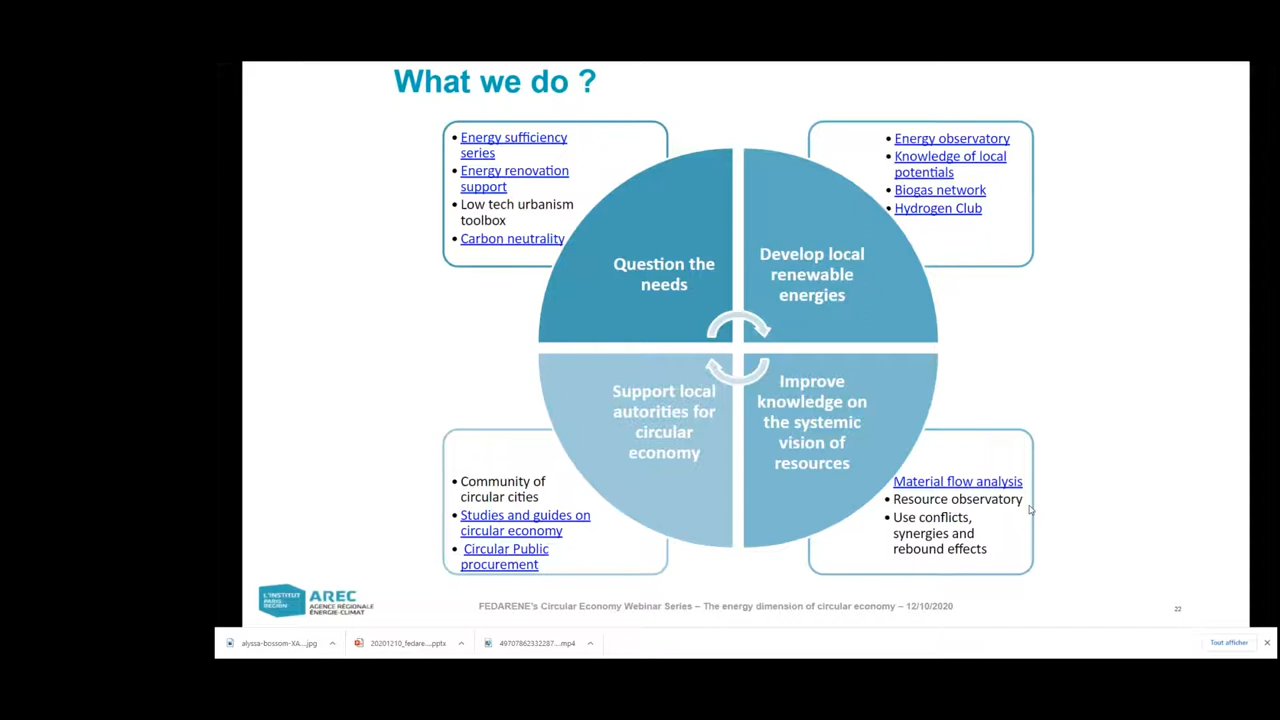 What we do ?
• Energy sufficiency
series
• Energy renovation
support
• Low tech urbanism
toolbox
• Carbon neutrality
• Energy observatory
• Knowledge of local
potentials
• Biogas network
• Hydrogen Club
Question the
needs
Develop local
renewable
energies
Support local
autorities for
circular
economy
Improve
knowledge on
the systemic
vision of
resources
• Community of
circular cities
• Studies and guides on
circular economy
• Circular Public
procurement
Material flow analysis
• Resource observatory
• Use conflicts,
synergies and
rebound effects
L'INSTITUT
PARIS
REGION
AREC
AGENCE RÉGIONALE
ÉNERGIE-CLIMAT
FEDARENE's Circular Economy Webinar Series – The energy dimension of circular economy – 12/10/2020
22
alyssa-bossom-XA....jpg
20201210_fedare....pptx
49707862332287....mp4
Tout afficher